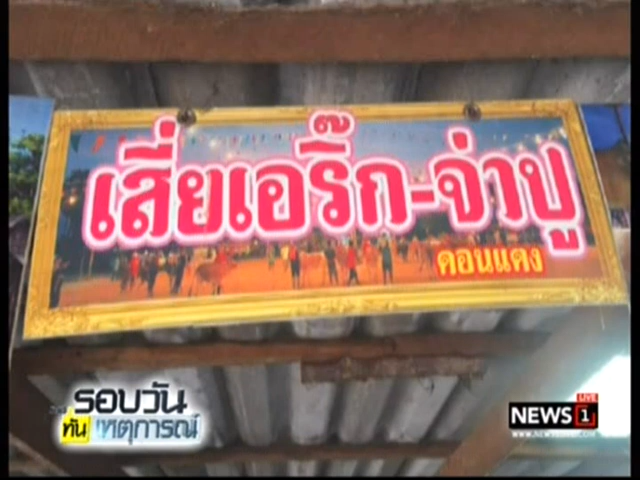 เสี่ยเอริ๊ก-จ่าปู
ดอนแดง
รอบวัน
ทัน เหตุการณ์
LIVE
NEWS 1